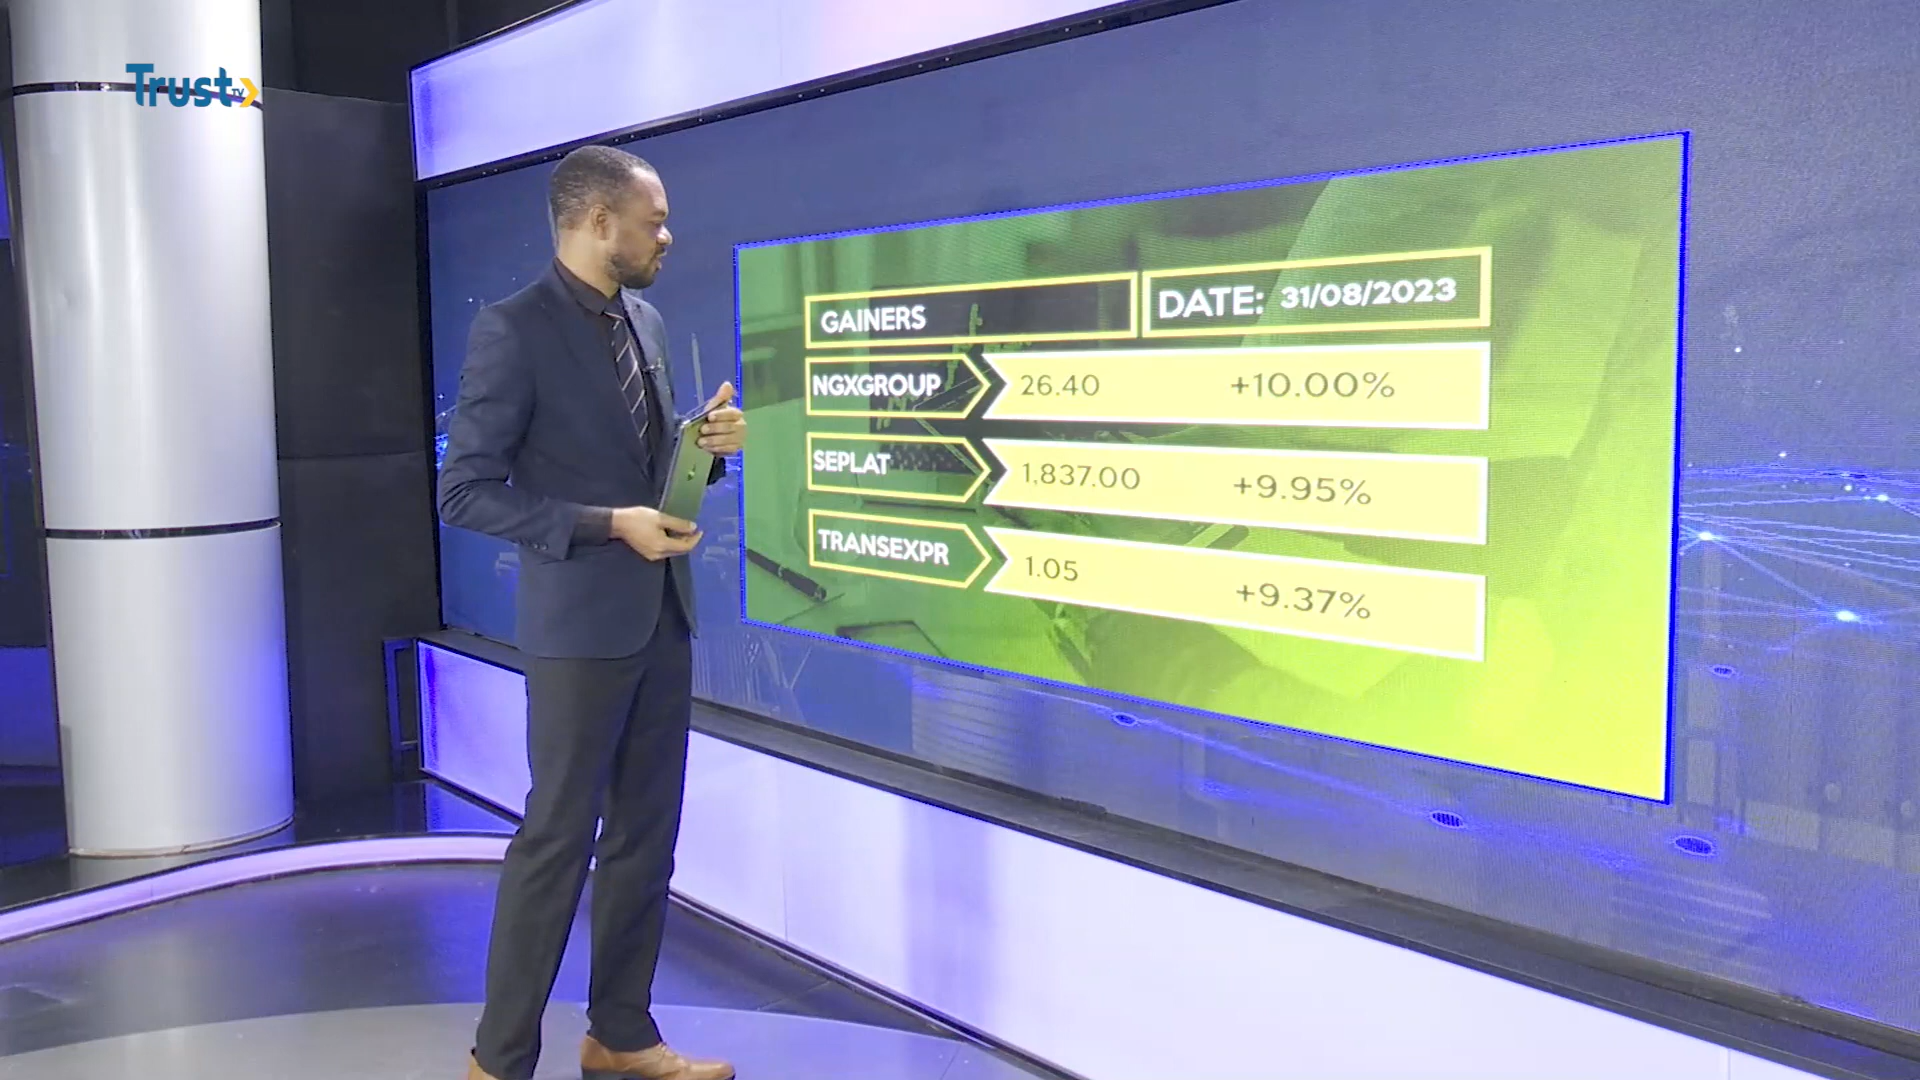 Trust TV
GAINERS
DATE: 31/08/2023
NGXGROUP 26.40 +10.00%
SEPLAT 1,837.00 +9.95%
TRANSEXPR 1.05 +9.37%